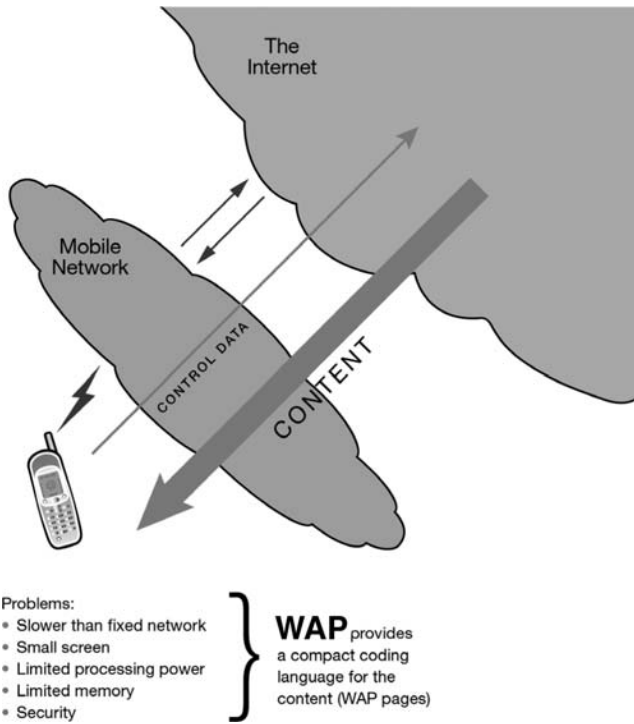 The
Internet
Mobile
Network
CONTROL DATA
CONTENT
Problems:
• Slower than fixed network
• Small screen
• Limited processing power
• Limited memory
• Security
WAP provides
a compact coding
language for the
content (WAP pages)